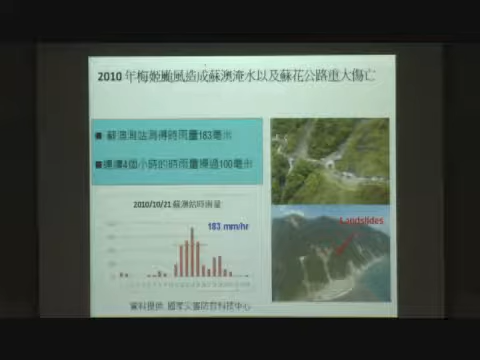 2010 年梅姬颱風造成蘇澳淹水以及蘇花公路重大傷亡
蘇澳測站測得時雨量183毫米
連續4個小時的時雨量超過100毫米
2010/10/21 蘇澳站時雨量
183 mm/hr
Landslides
資料提供: 國家災害防救科技中心